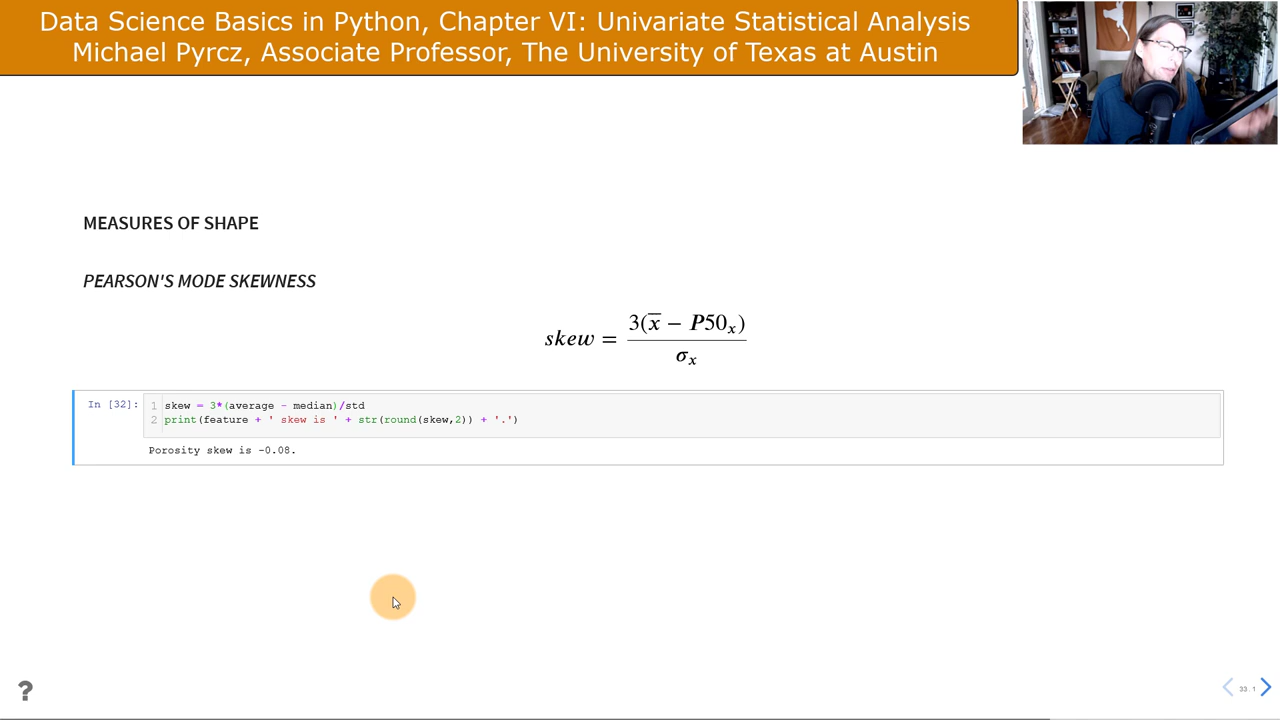 Data Science Basics in Python, Chapter VI: Univariate Statistical Analysis
Michael Pyrcz, Associate Professor, The University of Texas at Austin
MEASURES OF SHAPE
PEARSON'S MODE SKEWNESS
skew = 3(x̄ − P50ₓ) / σₓ
In [32]:
1 skew = 3*(average - median)/std
2 print(feature + ' skew is ' + str(round(skew,2)) + '.')
Porosity skew is -0.08.
?
33.1